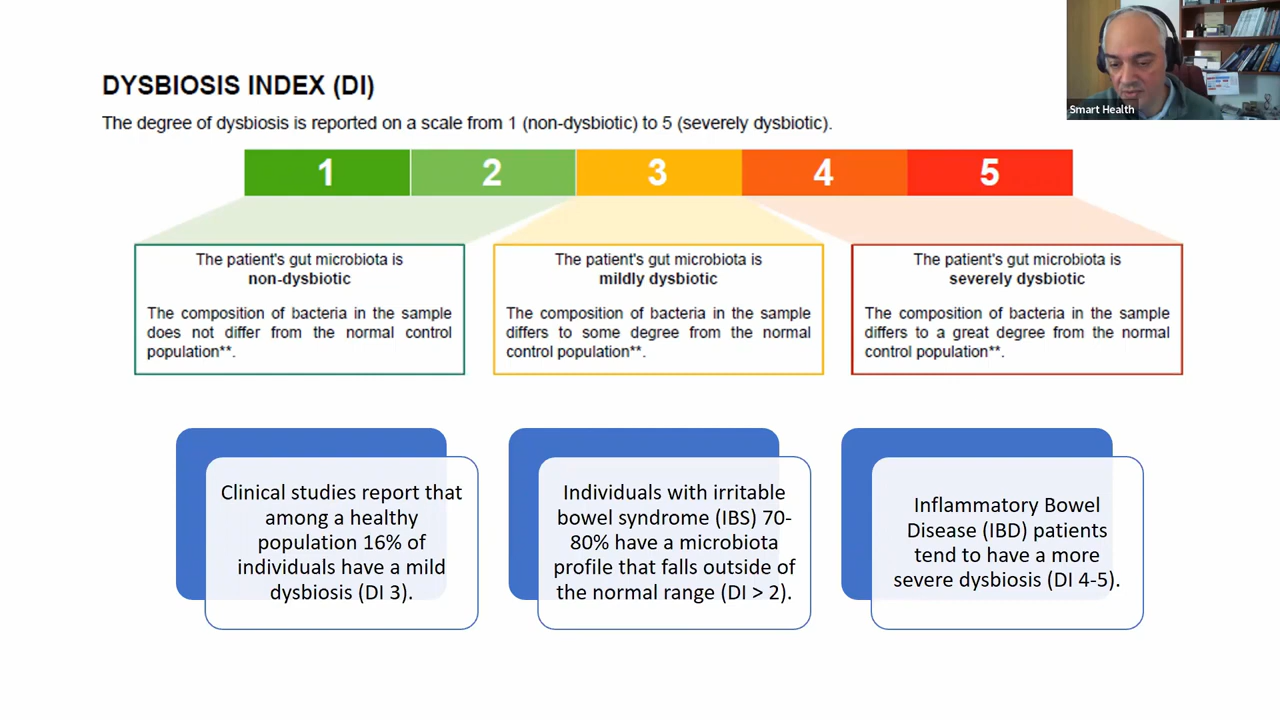 Smart Health
DYSBIOSIS INDEX (DI)
The degree of dysbiosis is reported on a scale from 1 (non-dysbiotic) to 5 (severely dysbiotic).
1 2 3 4 5
The patient's gut microbiota is
non-dysbiotic
The composition of bacteria in the sample
does not differ from the normal control
population**.
The patient's gut microbiota is
mildly dysbiotic
The composition of bacteria in the sample
differs to some degree from the normal
control population**.
The patient's gut microbiota is
severely dysbiotic
The composition of bacteria in the sample
differs to a great degree from the normal
control population**.
Clinical studies report that
among a healthy
population 16% of
individuals have a mild
dysbiosis (DI 3).
Individuals with irritable
bowel syndrome (IBS) 70-
80% have a microbiota
profile that falls outside of
the normal range (DI > 2).
Inflammatory Bowel
Disease (IBD) patients
tend to have a more
severe dysbiosis (DI 4-5).